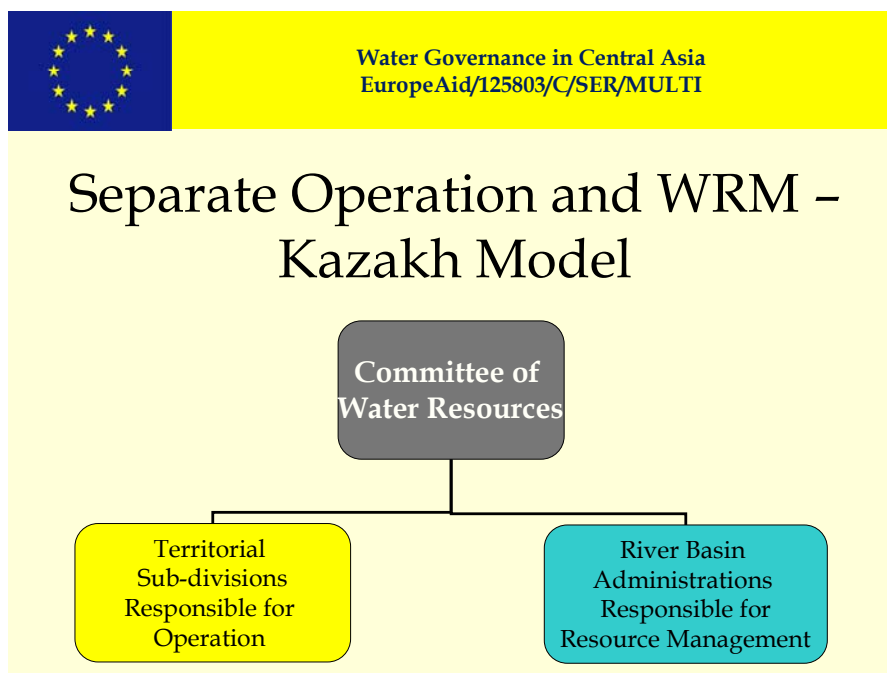 Water Governance in Central Asia
EuropeAid/125803/C/SER/MULTI
Separate Operation and WRM –
Kazakh Model
Committee of
Water Resources
Territorial
Sub-divisions
Responsible for
Operation
River Basin
Administrations
Responsible for
Resource Management